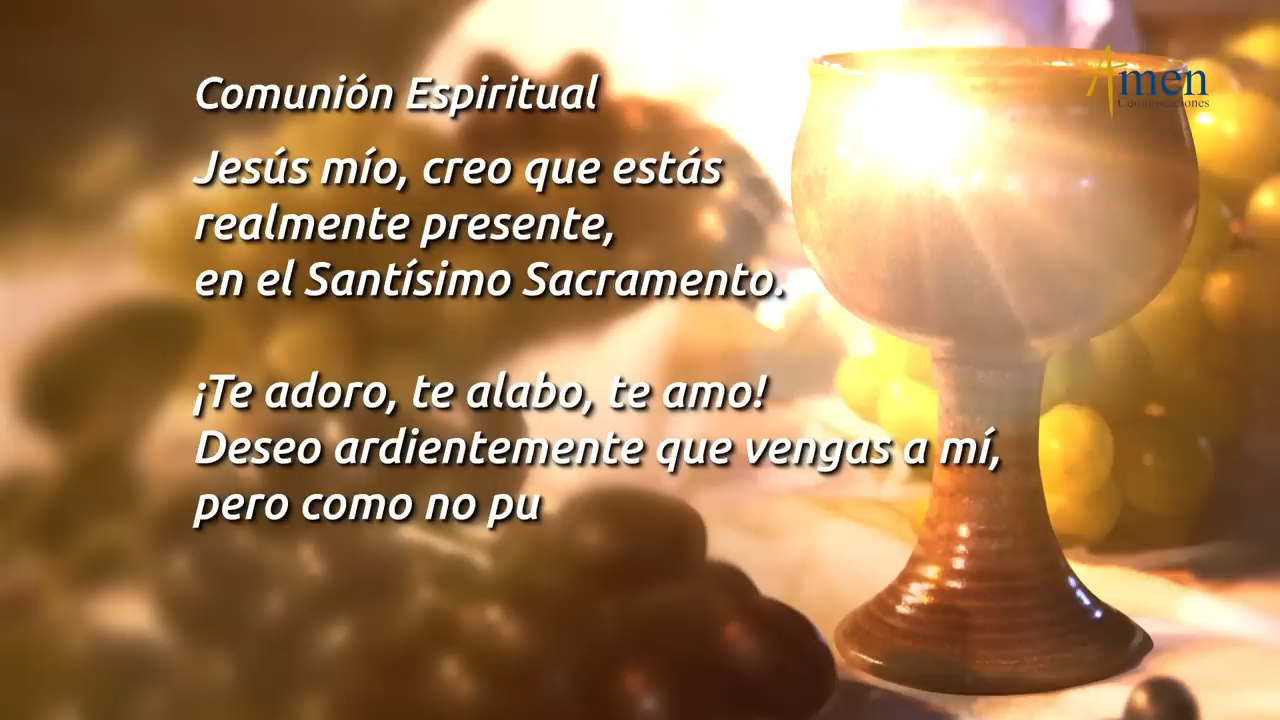 Comunión Espiritual
Jesús mío, creo que estás
realmente presente,
en el Santísimo Sacramento.
¡Te adoro, te alabo, te amo!
Deseo ardientemente que vengas a mí,
pero como no pu
Amen
Comunicaciones